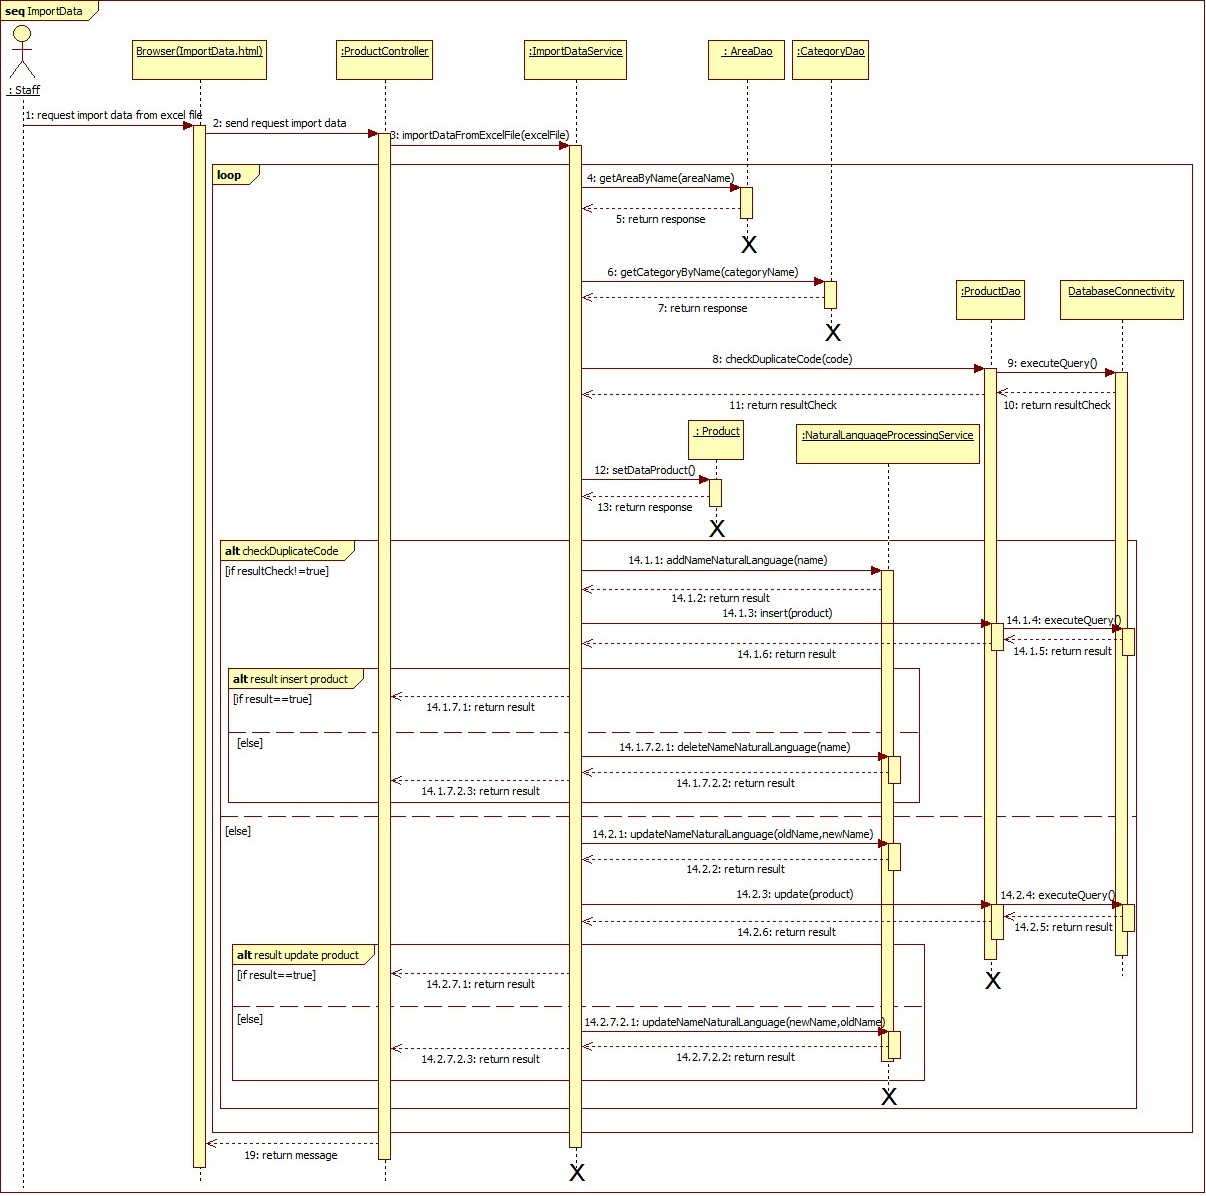 seq ImportData
: Staff
Browser(ImportData.html)
:ProductController
:ImportDataService
: AreaDao
:CategoryDao
1: request import data from excel file
2: send request import data
3: importDataFromExcelFile(excelFile)
loop
4: getAreaByName(areaName)
5: return response
X
6: getCategoryByName(categoryName)
7: return response
X
:ProductDao
DatabaseConnectivity
8: checkDuplicateCode(code)
9: executeQuery()
10: return resultCheck
11: return resultCheck
: Product
:NaturalLanguageProcessingService
12: setDataProduct()
13: return response
X
alt checkDuplicateCode
[if resultCheck!=true]
14.1.1: addNameNaturalLanguage(name)
14.1.2: return result
14.1.3: insert(product)
14.1.4: executeQuery()
14.1.5: return result
14.1.6: return result
alt result insert product
[if result==true]
14.1.7.1: return result
[else]
14.1.7.2.1: deleteNameNaturalLanguage(name)
14.1.7.2.2: return result
14.1.7.2.3: return result
[else]
14.2.1: updateNameNaturalLanguage(oldName,newName)
14.2.2: return result
14.2.3: update(product)
14.2.4: executeQuery()
14.2.5: return result
14.2.6: return result
alt result update product
[if result==true]
14.2.7.1: return result
X
[else]
14.2.7.2.1: updateNameNaturalLanguage(newName,oldName)
14.2.7.2.2: return result
14.2.7.2.3: return result
X
19: return message
X